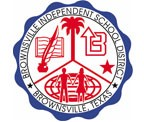 BROWNSVILLE INDEPENDENT SCHOOL DISTRICT
BROWNSVILLE, TEXAS